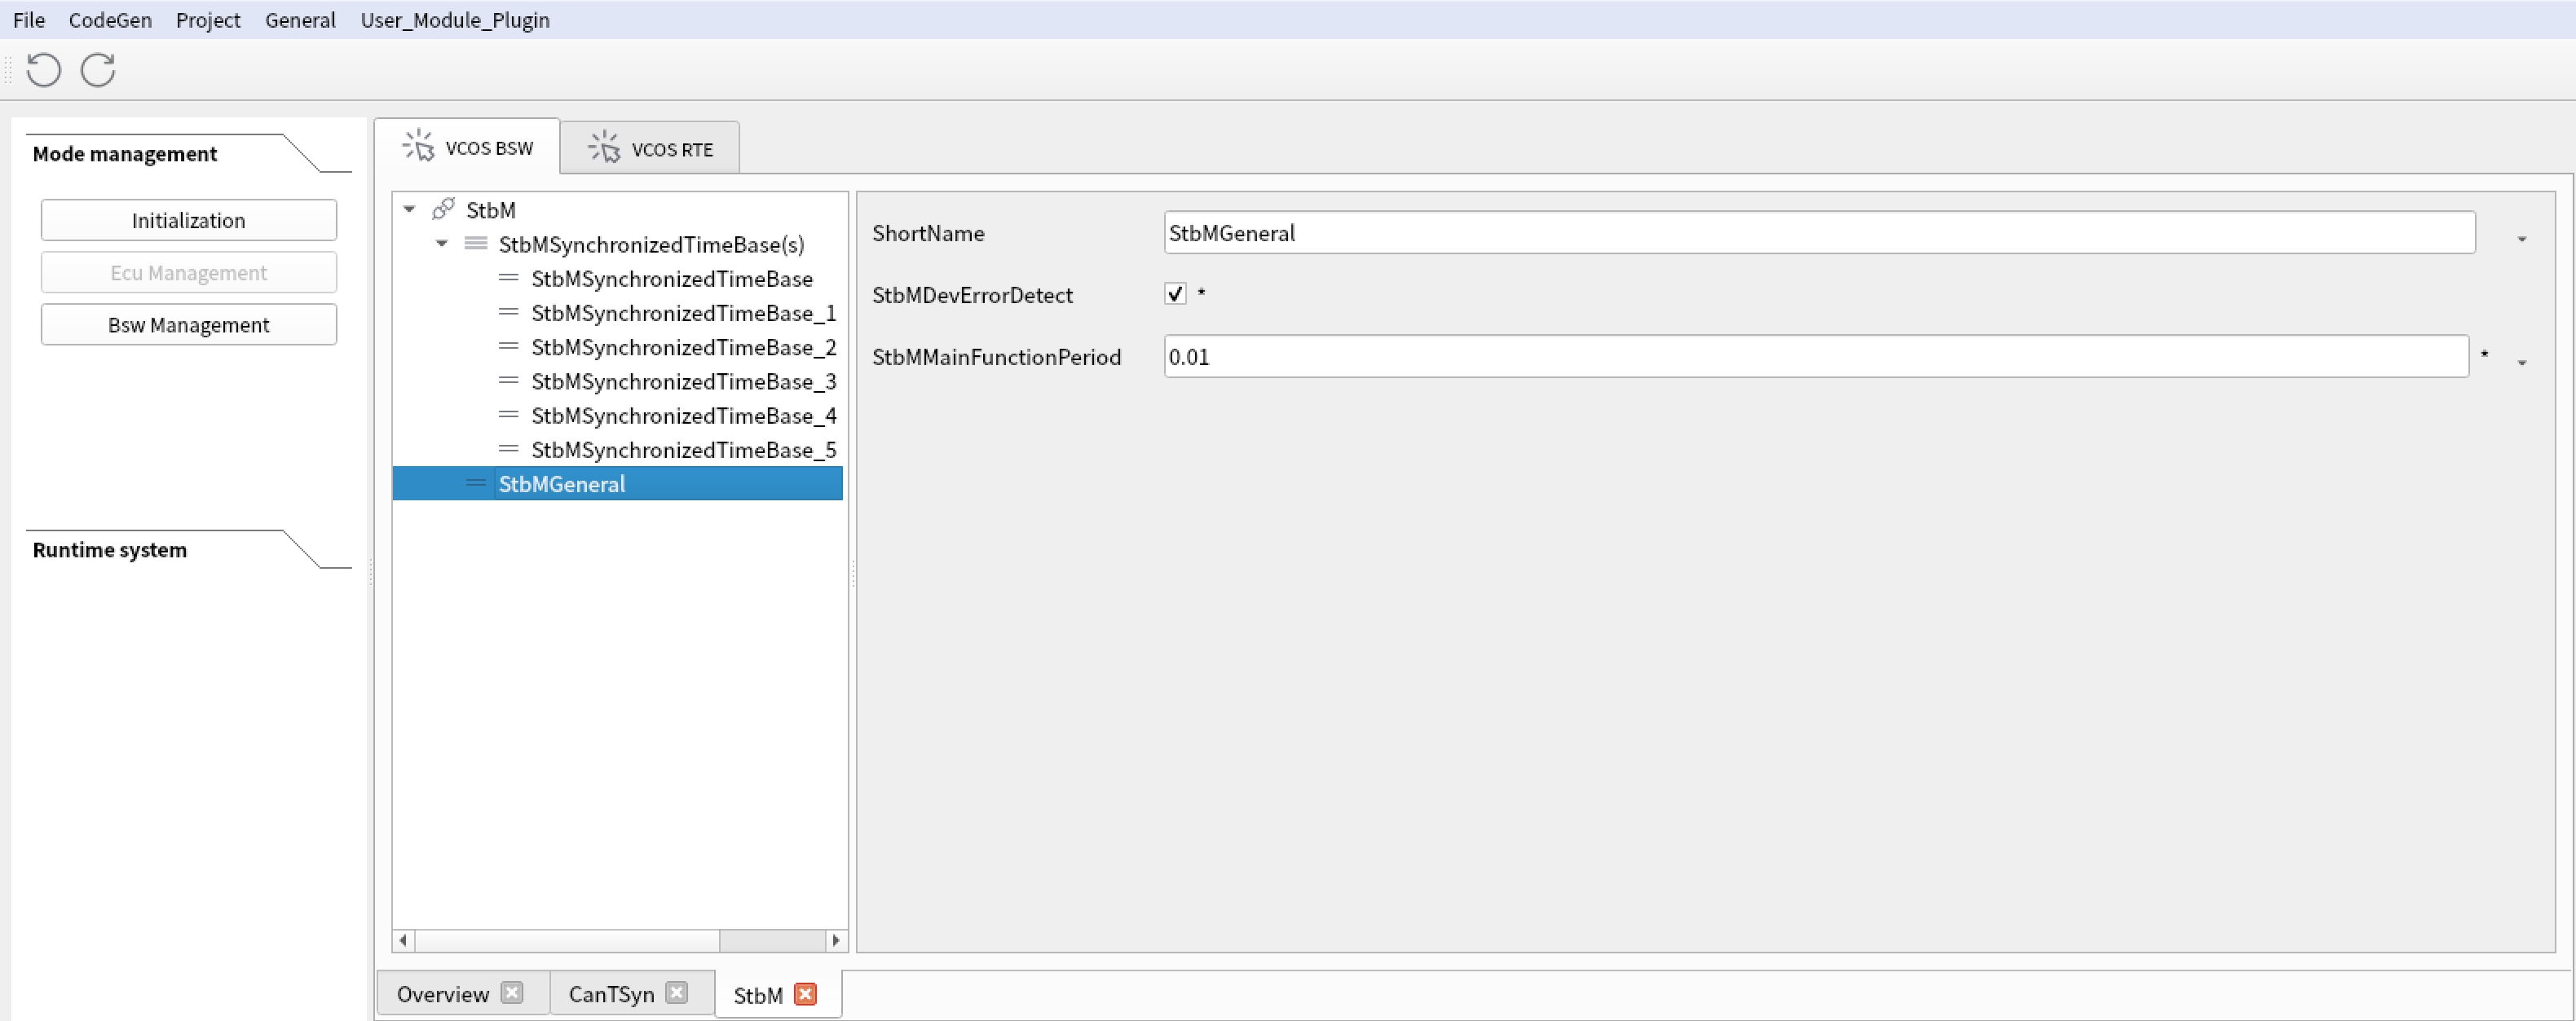 File CodeGen Project General User_Module_Plugin
Mode management
Initialization
Ecu Management
Bsw Management
Runtime system
VCOS BSW VCOS RTE
StbM
StbMSynchronizedTimeBase(s)
StbMSynchronizedTimeBase
StbMSynchronizedTimeBase_1
StbMSynchronizedTimeBase_2
StbMSynchronizedTimeBase_3
StbMSynchronizedTimeBase_4
StbMSynchronizedTimeBase_5
StbMGeneral
ShortName StbMGeneral
StbMDevErrorDetect *
StbMMainFunctionPeriod 0.01 *
Overview CanTSyn StbM